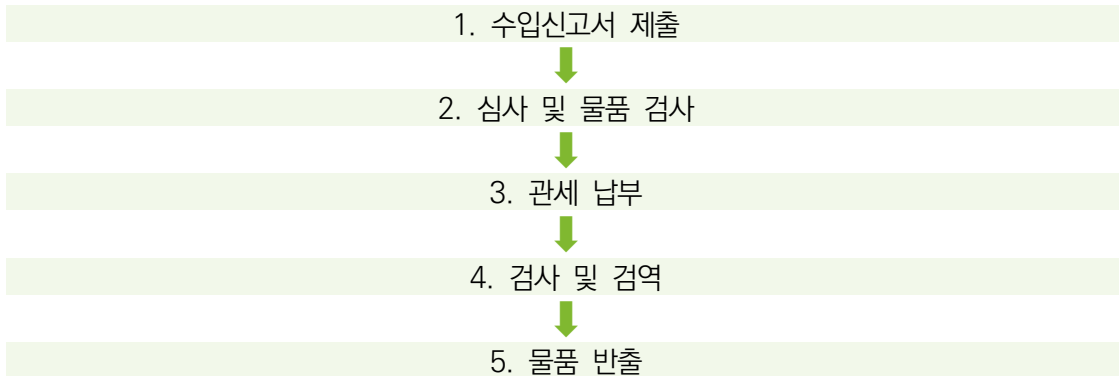 1. 수입신고서 제출
2. 심사 및 물품 검사
3. 관세 납부
4. 검사 및 검역
5. 물품 반출